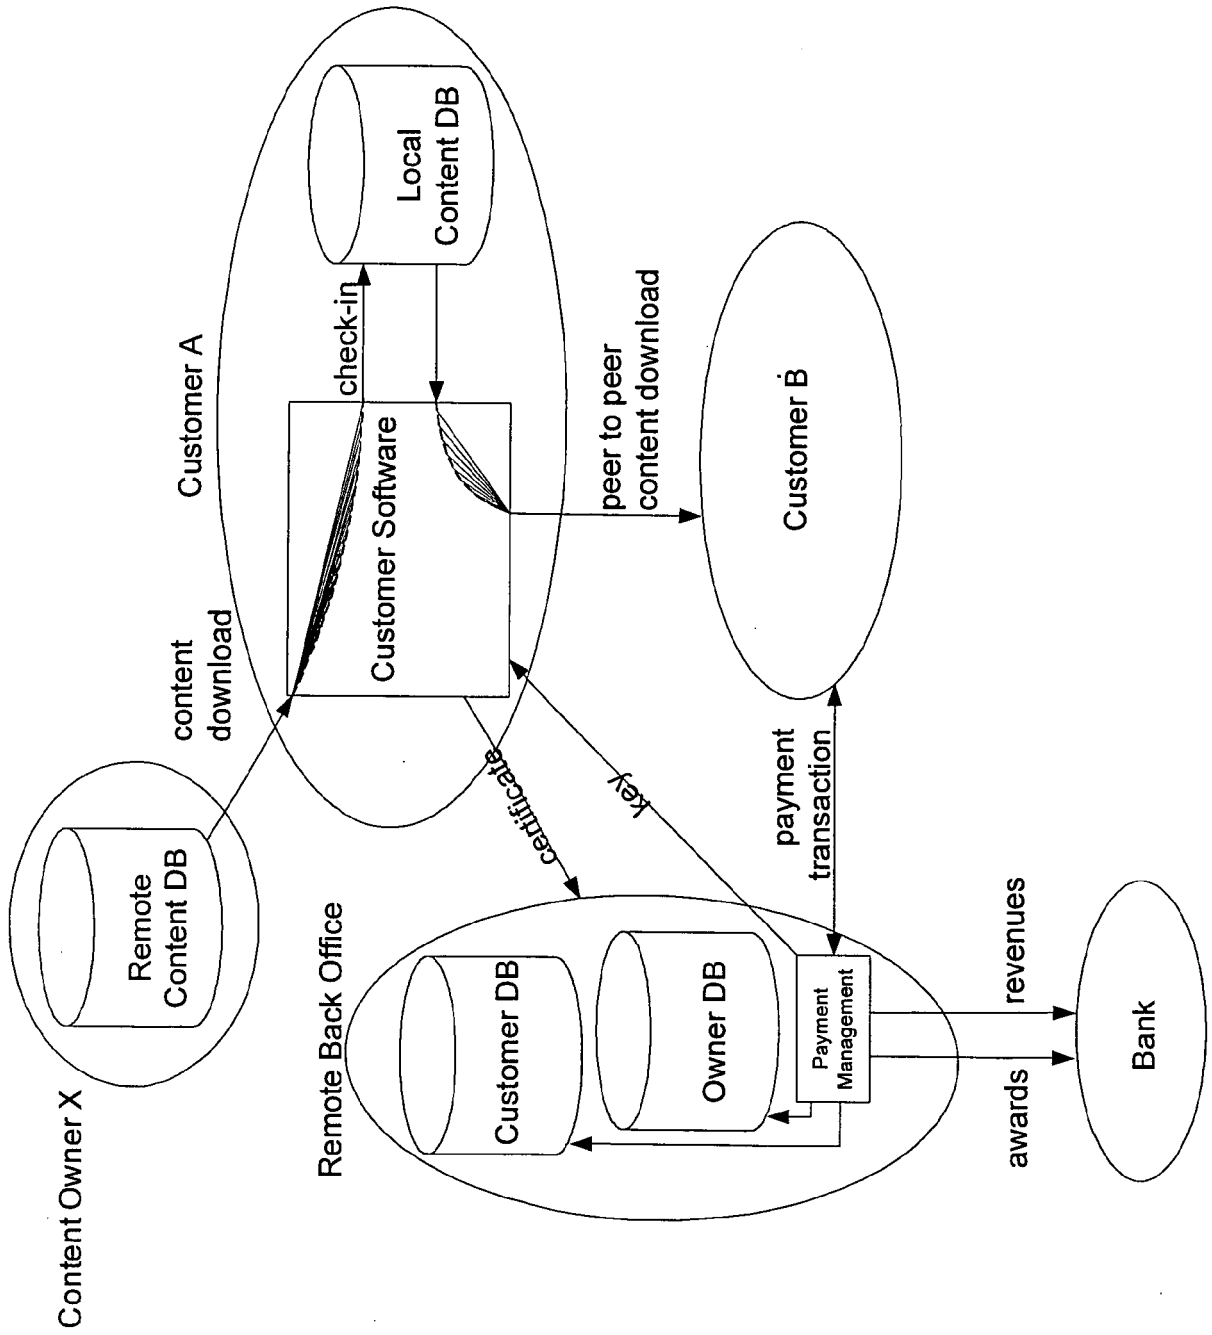 Content Owner X
Remote
Content DB
content
download
Customer A
Customer Software
check-in
Local
Content DB
certificate
key
peer to peer
content download
Customer B
Remote Back Office
Customer DB
Owner DB
Payment
Management
payment
transaction
awards
revenues
Bank